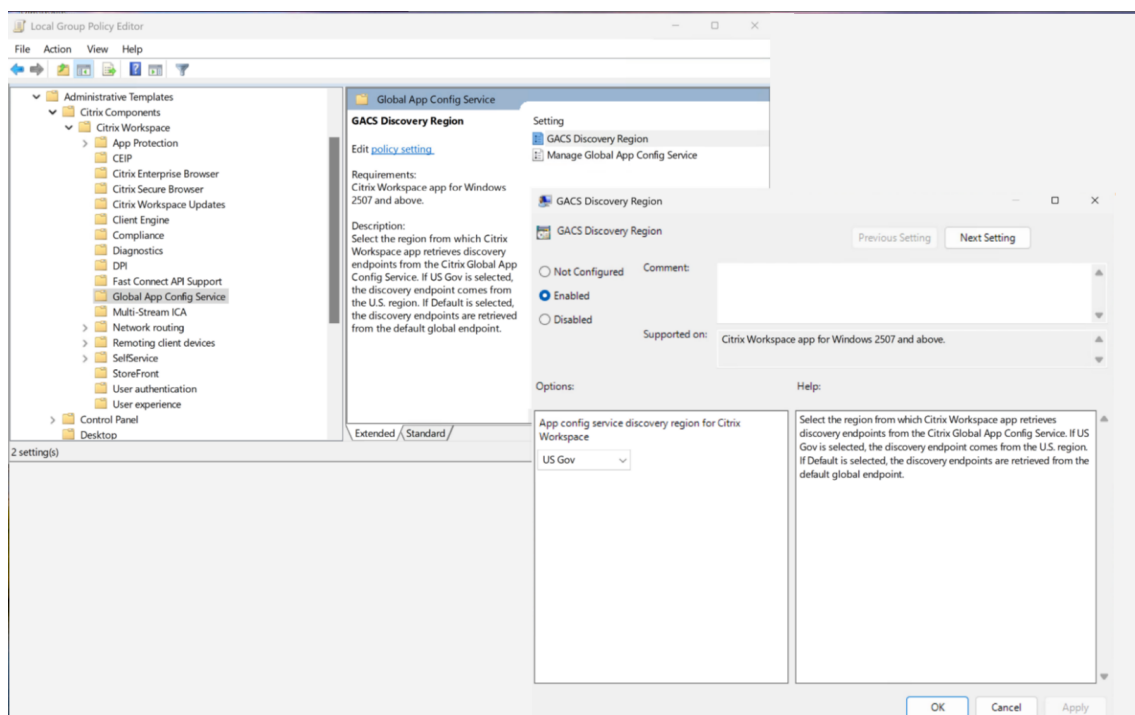 Local Group Policy Editor
File Action View Help
Administrative Templates
Citrix Components
Citrix Workspace
App Protection
CEIP
Citrix Enterprise Browser
Citrix Secure Browser
Citrix Workspace Updates
Client Engine
Compliance
Diagnostics
DPI
Fast Connect API Support
Global App Config Service
Multi-Stream ICA
Network routing
Remoting client devices
SelfService
StoreFront
User authentication
User experience
Control Panel
Desktop
2 setting(s)
Global App Config Service
GACS Discovery Region
Edit policy setting
Requirements:
Citrix Workspace app for Windows
2507 and above.
Description:
Select the region from which Citrix
Workspace app retrieves discovery
endpoints from the Citrix Global App
Config Service. If US Gov is selected,
the discovery endpoint comes from
the U.S. region. If Default is selected,
the discovery endpoints are retrieved
from the default global endpoint.
Setting
GACS Discovery Region
Manage Global App Config Service
Extended Standard
GACS Discovery Region
GACS Discovery Region
Previous Setting Next Setting
Not Configured
Enabled
Disabled
Comment:
Supported on:
Citrix Workspace app for Windows 2507 and above.
Options:
Help:
App config service discovery region for Citrix
Workspace
US Gov
Select the region from which Citrix Workspace app retrieves
discovery endpoints from the Citrix Global App Config Service. If US
Gov is selected, the discovery endpoint comes from the U.S. region.
If Default is selected, the discovery endpoints are retrieved from the
default global endpoint.
OK Cancel Apply